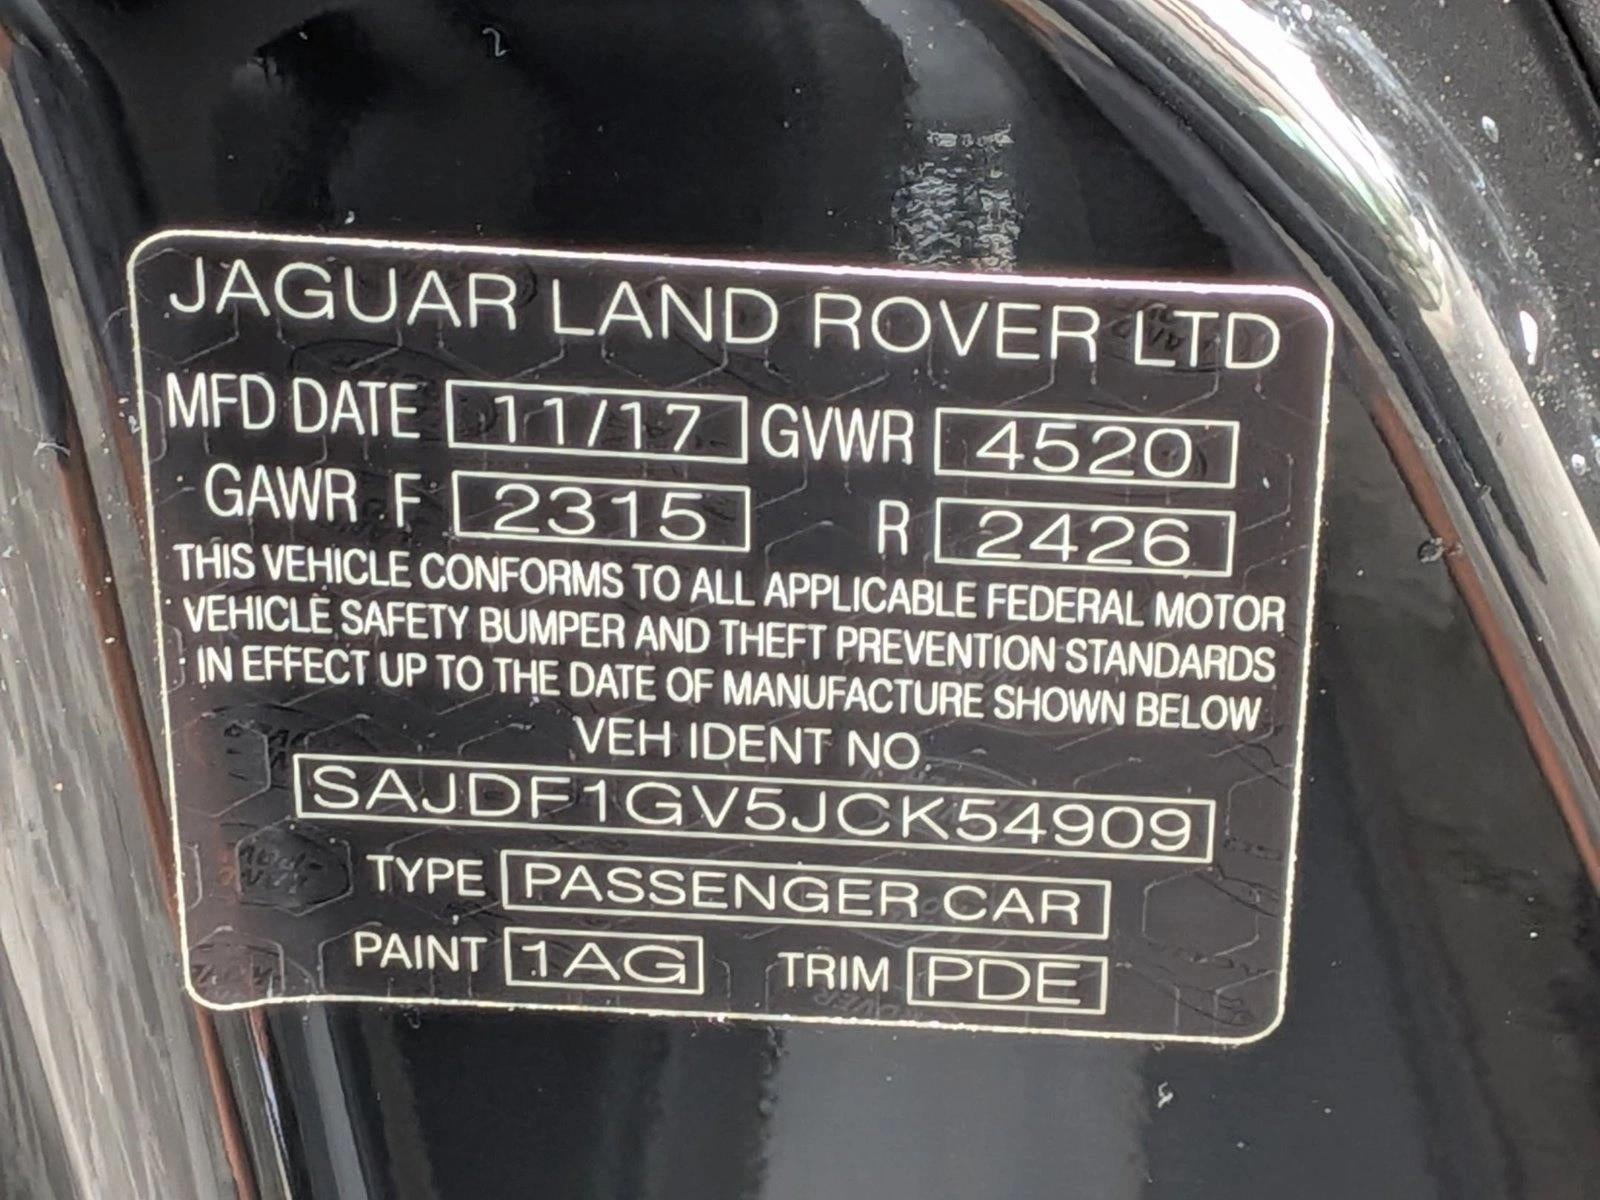 JAGUAR LAND ROVER LTD
MFD DATE 11/17 GVWR 4520
GAWR F 2315 R 2426
THIS VEHICLE CONFORMS TO ALL APPLICABLE FEDERAL MOTOR
VEHICLE SAFETY BUMPER AND THEFT PREVENTION STANDARDS
IN EFFECT UP TO THE DATE OF MANUFACTURE SHOWN BELOW
VEH IDENT NO
SAJDF1GV5JCK54909
TYPE PASSENGER CAR
PAINT 1AG TRIM PDE